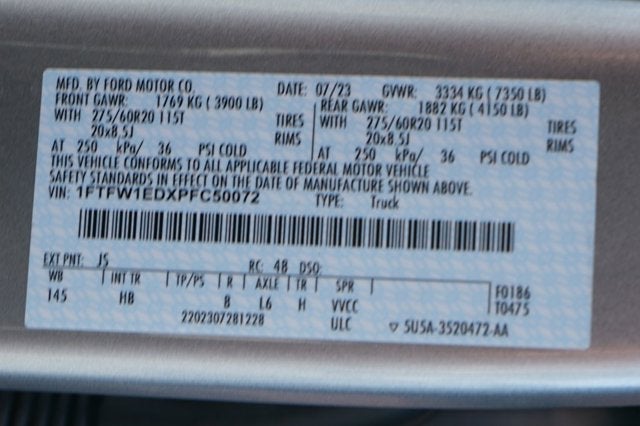 MFD. BY FORD MOTOR CO. DATE: 07/23 GVWR: 3334 KG ( 7350 LB)
FRONT GAWR: 1769 KG ( 3900 LB) REAR GAWR: 1882 KG ( 4150 LB)
WITH 275/60R20 115T TIRES WITH 275/60R20 115T TIRES
20x8.5J RIMS 20x8.5J RIMS
AT 250 kPa/ 36 PSI COLD AT 250 kPa/ 36 PSI COLD
THIS VEHICLE CONFORMS TO ALL APPLICABLE FEDERAL MOTOR VEHICLE
SAFETY STANDARDS IN EFFECT ON THE DATE OF MANUFACTURE SHOWN ABOVE.
VIN: 1FTFW1EDXPFC50072 TYPE: Truck
EXT PNT: JS RC: 48 DSO:
WB INT TR TP/PS R AXLE TR SPR F0186
145 HB B L6 H VVCC T0475
2202307281228 ULC ▽ 5U5A-3520472-AA